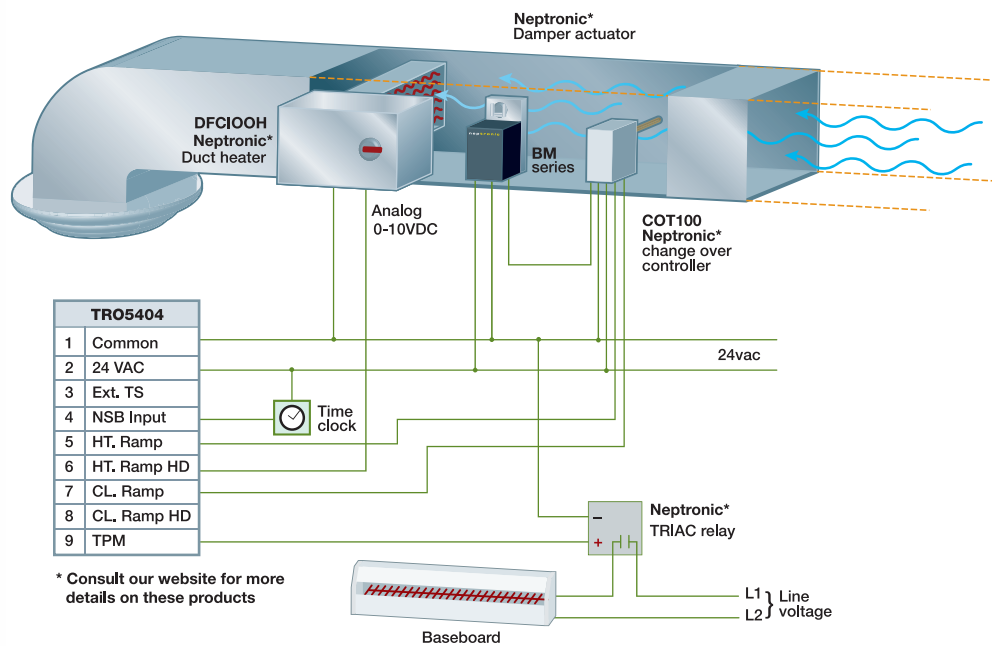 Neptronic*
Damper actuator
DFCIOOH
Neptronic*
Duct heater
neptronic
BM
series
Analog
0-10VDC
COT100
Neptronic*
change over
controller
TRO5404
1 Common
2 24 VAC
3 Ext. TS
4 NSB Input
5 HT. Ramp
6 HT. Ramp HD
7 CL. Ramp
8 CL. Ramp HD
9 TPM
24vac
Time
clock
Neptronic*
TRIAC relay
−
+
* Consult our website for more
details on these products
Baseboard
L1
L2
} Line
voltage